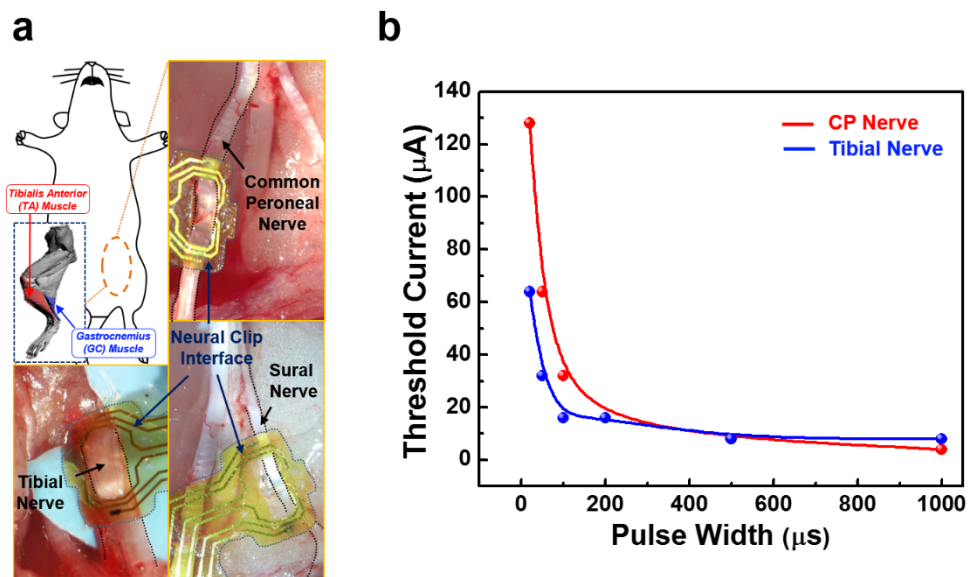 a
Tibialis Anterior
(TA) Muscle
Gastrocnemius
(GC) Muscle
Common
Peroneal
Nerve
Neural Clip
Interface
Sural
Nerve
Tibial
Nerve
b
Threshold Current (μA)
140
120
100
80
60
40
20
0
CP Nerve
Tibial Nerve
0
200
400
600
800
1000
Pulse Width (μs)